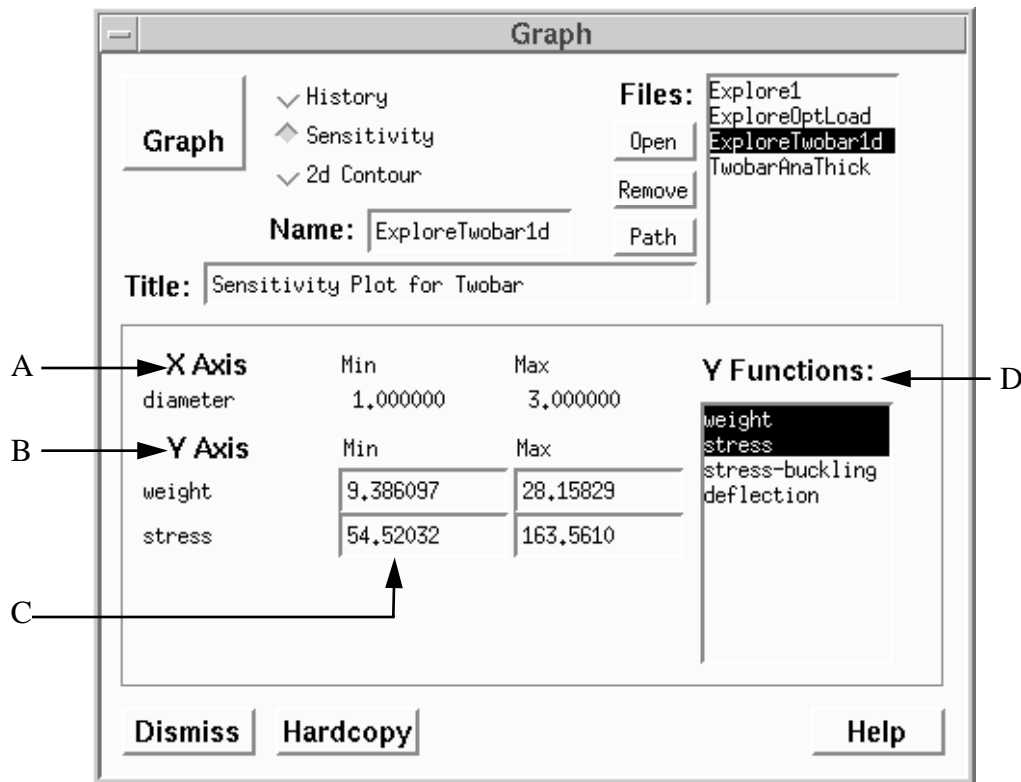 Graph
Graph
History
Sensitivity
2d Contour
Files:
Open
Remove
Path
Explore1
ExploreOptLoad
ExploreTwobar1d
TwobarAnaThick
Name: ExploreTwobar1d
Title: Sensitivity Plot for Twobar
A X Axis Min Max
diameter 1.000000 3.000000
B Y Axis Min Max
weight 9.386097 28.15829
stress 54.52032 163.5610
C
Y Functions: D
weight
stress
stress-buckling
deflection
Dismiss Hardcopy Help